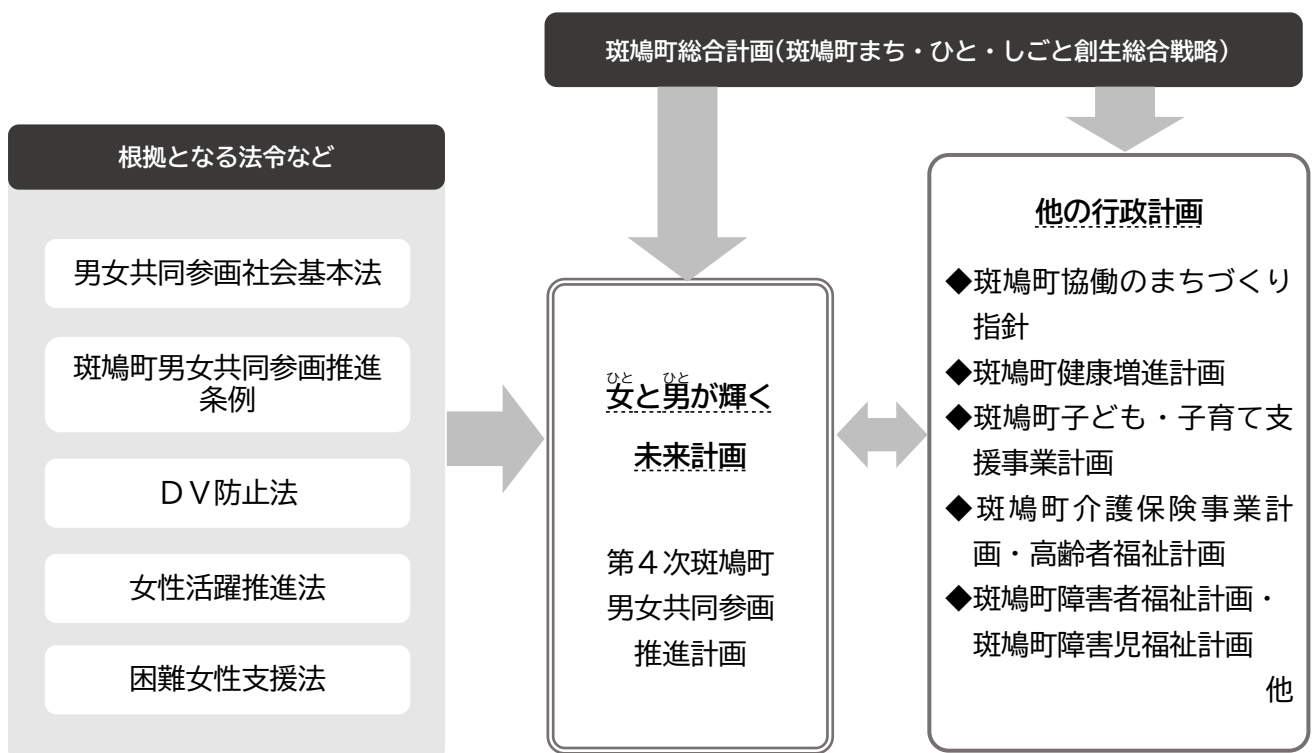 斑鳩町総合計画(斑鳩町まち・ひと・しごと創生総合戦略)
根拠となる法令など
男女共同参画社会基本法
斑鳩町男女共同参画推進
条例
ＤＶ防止法
女性活躍推進法
困難女性支援法
ひと ひと
女と男が輝く
未来計画
第４次斑鳩町
男女共同参画
推進計画
他の行政計画
◆斑鳩町協働のまちづくり
指針
◆斑鳩町健康増進計画
◆斑鳩町子ども・子育て支
援事業計画
◆斑鳩町介護保険事業計
画・高齢者福祉計画
◆斑鳩町障害者福祉計画・
斑鳩町障害児福祉計画
他